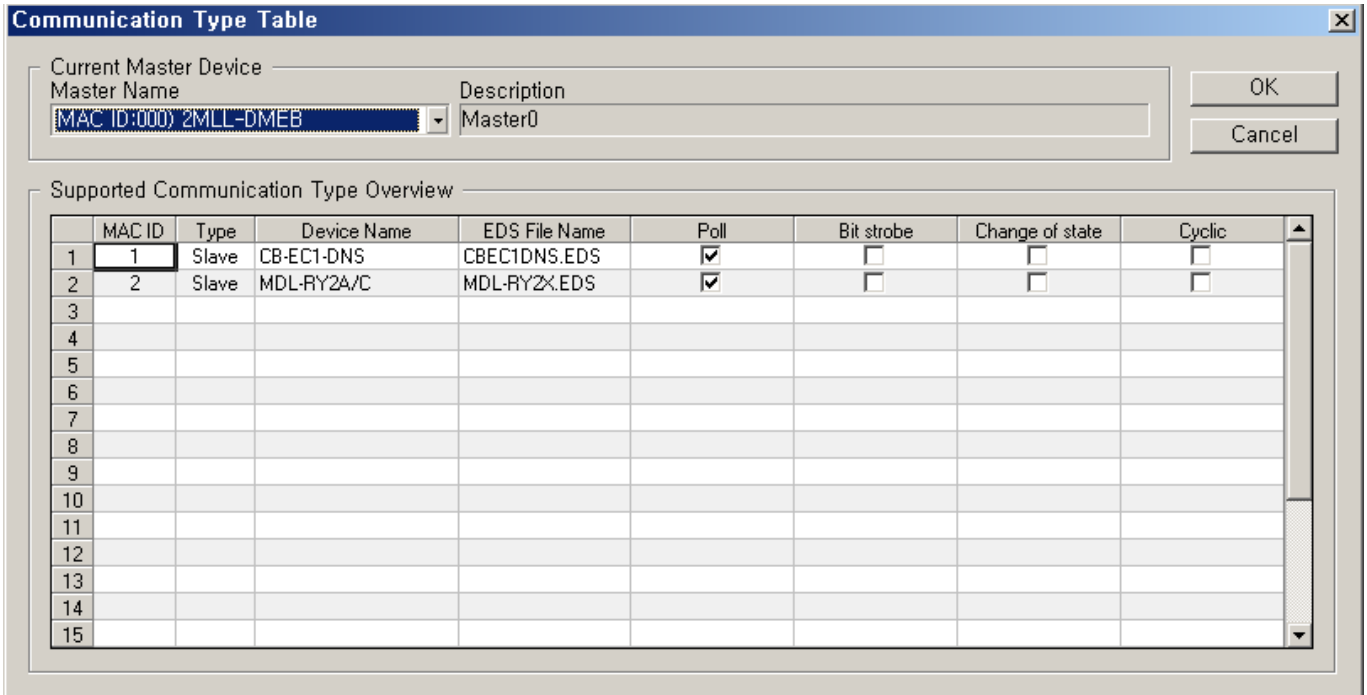 Communication Type Table
Current Master Device
Master Name Description
MAC ID:000) 2MLL-DMEB Master0
OK
Cancel
Supported Communication Type Overview
MAC ID Type Device Name EDS File Name Poll Bit strobe Change of state Cyclic
1 1 Slave CB-EC1-DNS CBEC1DNS.EDS
2 2 Slave MDL-RY2A/C MDL-RY2X.EDS
3
4
5
6
7
8
9
10
11
12
13
14
15